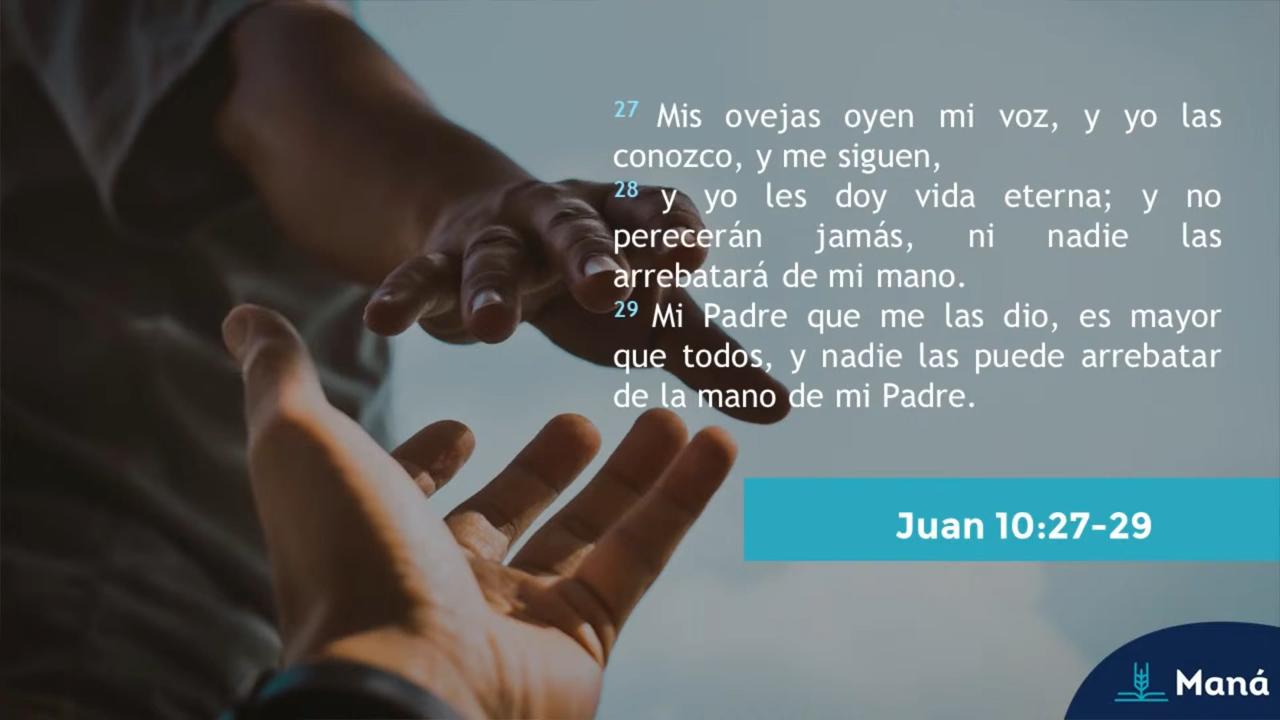 27 Mis ovejas oyen mi voz, y yo las
conozco, y me siguen,
28 y yo les doy vida eterna; y no
perecerán jamás, ni nadie las
arrebatará de mi mano.
29 Mi Padre que me las dio, es mayor
que todos, y nadie las puede arrebatar
de la mano de mi Padre.
Juan 10:27-29
Maná